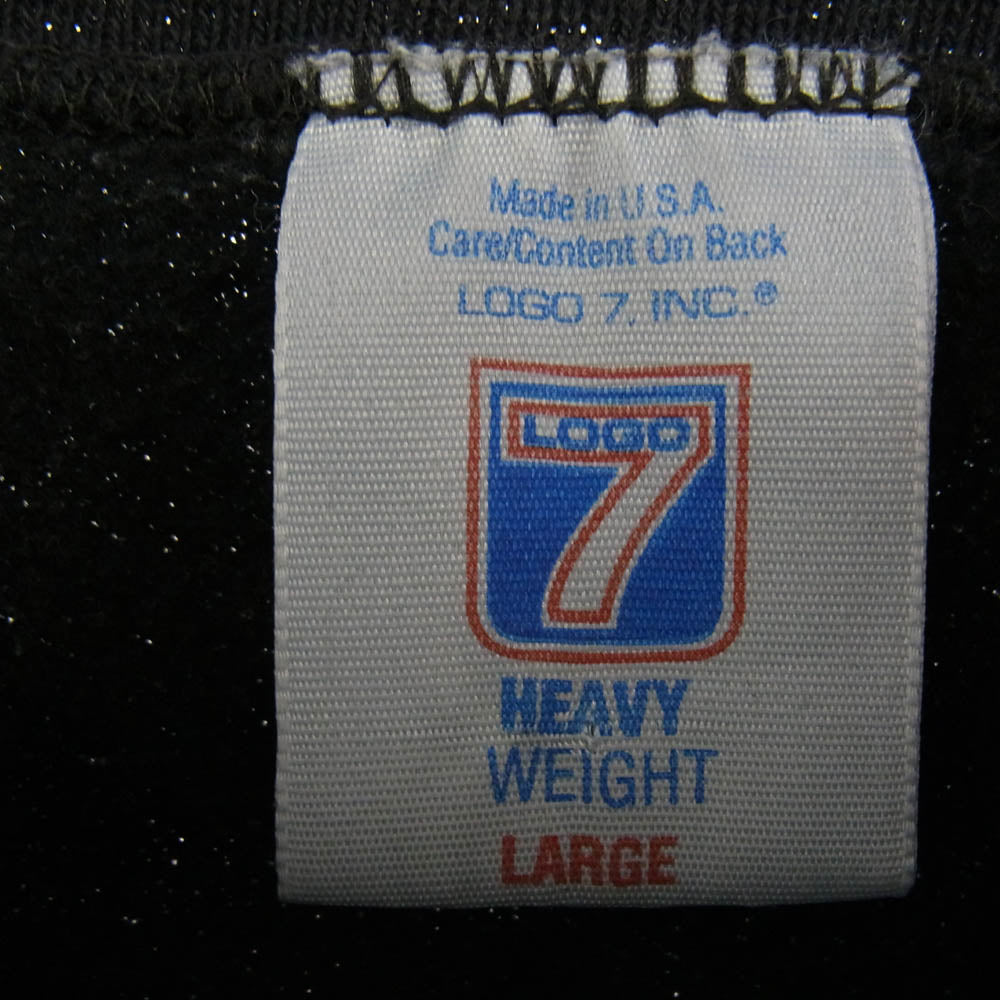 Made in U.S.A.
Care/Content On Back
LOGO 7, INC.®
LOGO
7
HEAVY
WEIGHT
LARGE